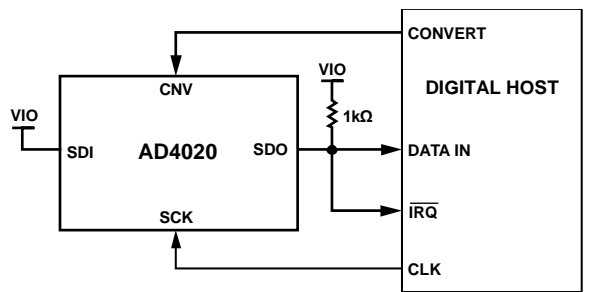 CONVERT
VIO
CNV
DIGITAL HOST
1kΩ
VIO
SDI
AD4020
SDO
DATA IN
SCK
IRQ
CLK